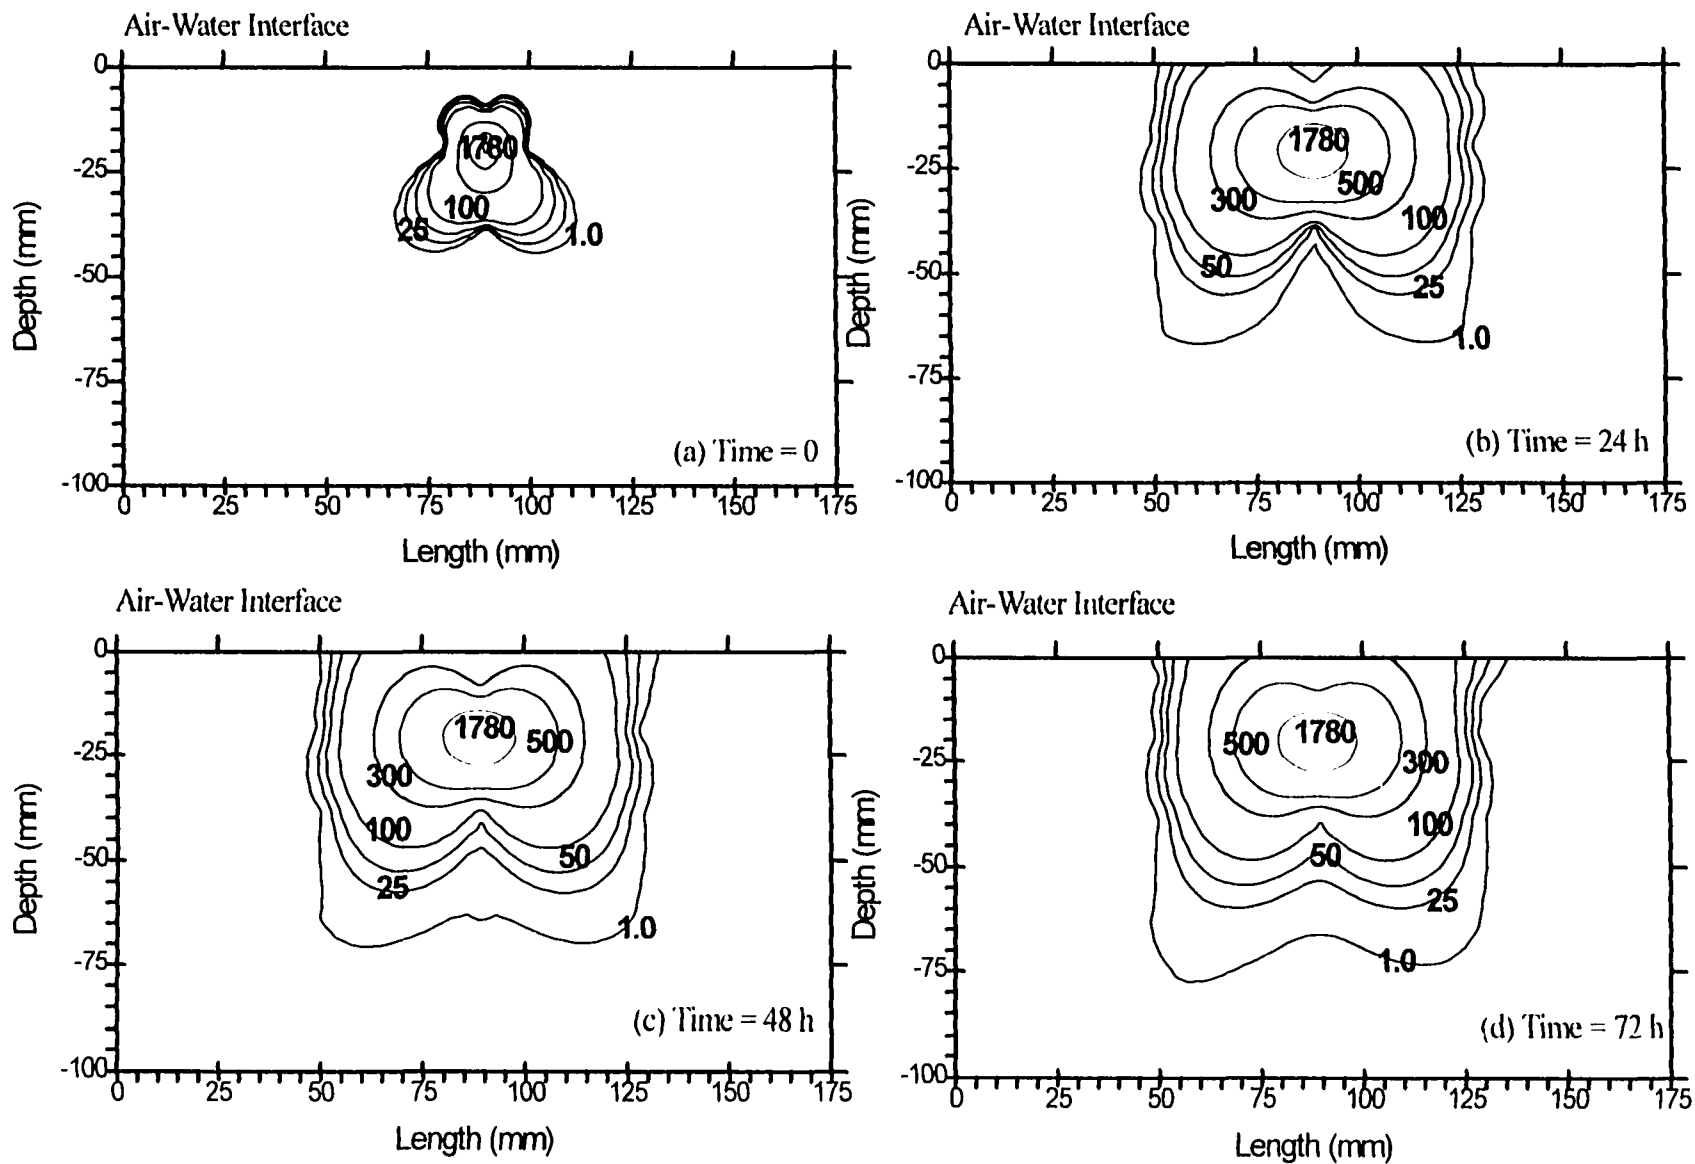 Air-Water Interface
0
-25
-50
-75
-100
Depth (mm)
1780
100
25
1.0
(a) Time = 0
0 25 50 75 100 125 150 175
Length (mm)
Air-Water Interface
0
-25
-50
-75
-100
Depth (mm)
1780
500
300
100
50
25
1.0
(b) Time = 24 h
0 25 50 75 100 125 150 175
Length (mm)
Air-Water Interface
0
-25
-50
-75
-100
Depth (mm)
1780
500
300
100
50
25
1.0
(c) Time = 48 h
0 25 50 75 100 125 150 175
Length (mm)
Air-Water Interface
0
-25
-50
-75
-100
Depth (mm)
1780
500
300
100
50
25
1.0
(d) Time = 72 h
0 25 50 75 100 125 150 175
Length (mm)